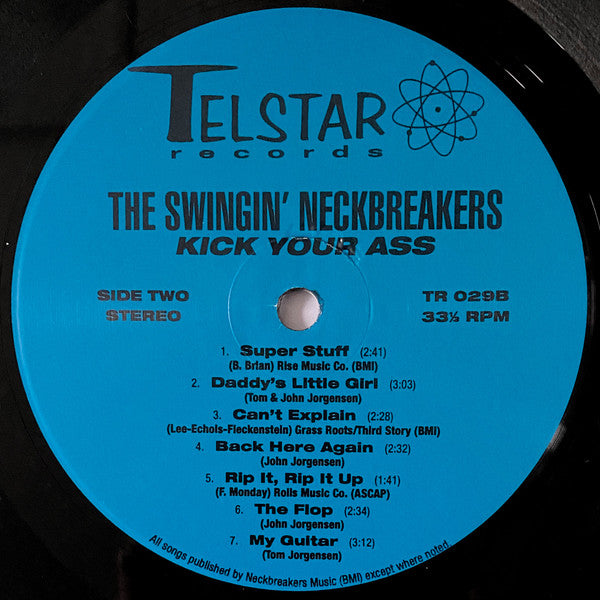 TELSTAR
records
THE SWINGIN' NECKBREAKERS
KICK YOUR ASS
SIDE TWO
STEREO
TR 029B
33⅓ RPM
1. Super Stuff (2:41)
(B. Brian) Rise Music Co. (BMI)
2. Daddy's Little Girl (3:03)
(Tom & John Jorgensen)
3. Can't Explain (2:28)
(Lee-Echols-Fleckenstein) Grass Roots/Third Story (BMI)
4. Back Here Again (2:32)
(John Jorgensen)
5. Rip it, Rip it Up (1:41)
(F. Monday) Rolls Music Co. (ASCAP)
6. The Flop (2:34)
(John Jorgensen)
7. My Guitar (3:12)
(Tom Jorgensen)
All songs published by Neckbreakers Music (BMI) except where noted.